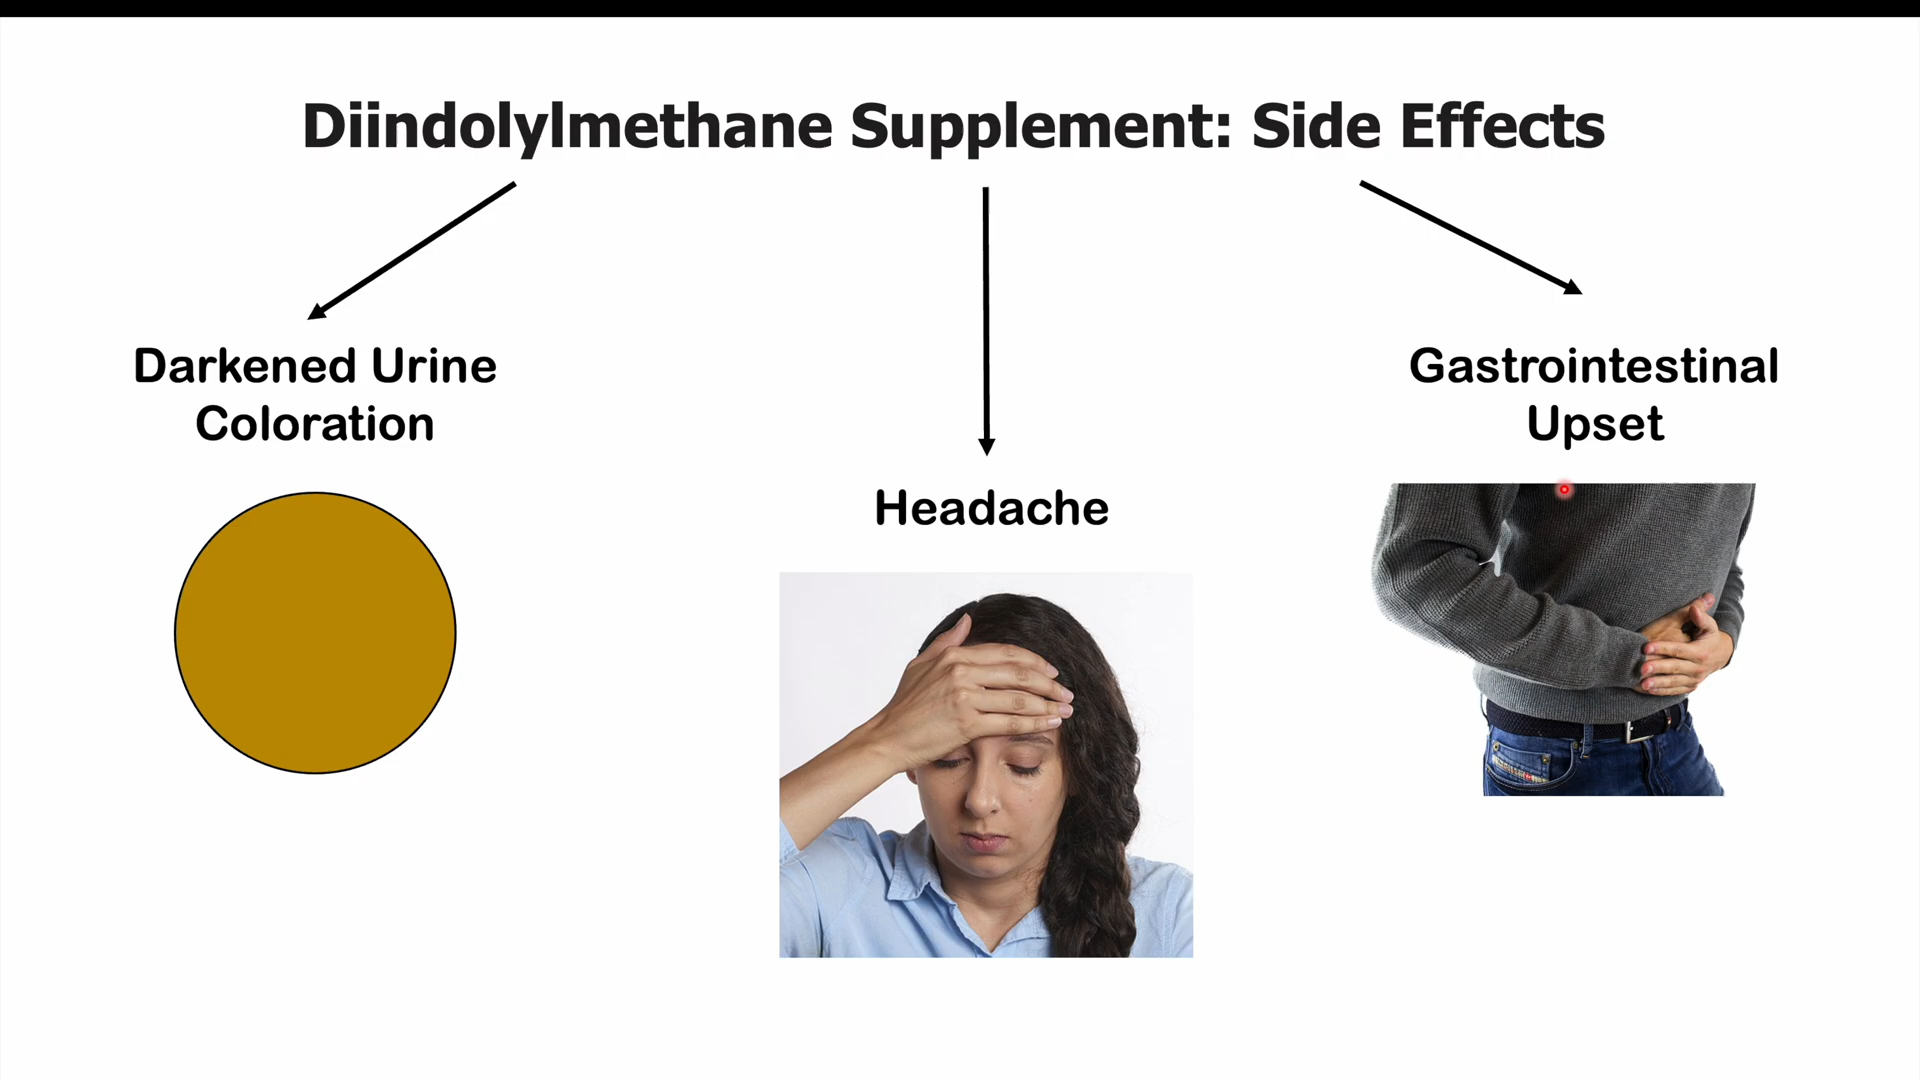 Diindolylmethane Supplement: Side Effects
Darkened Urine
Coloration
Headache
Gastrointestinal
Upset